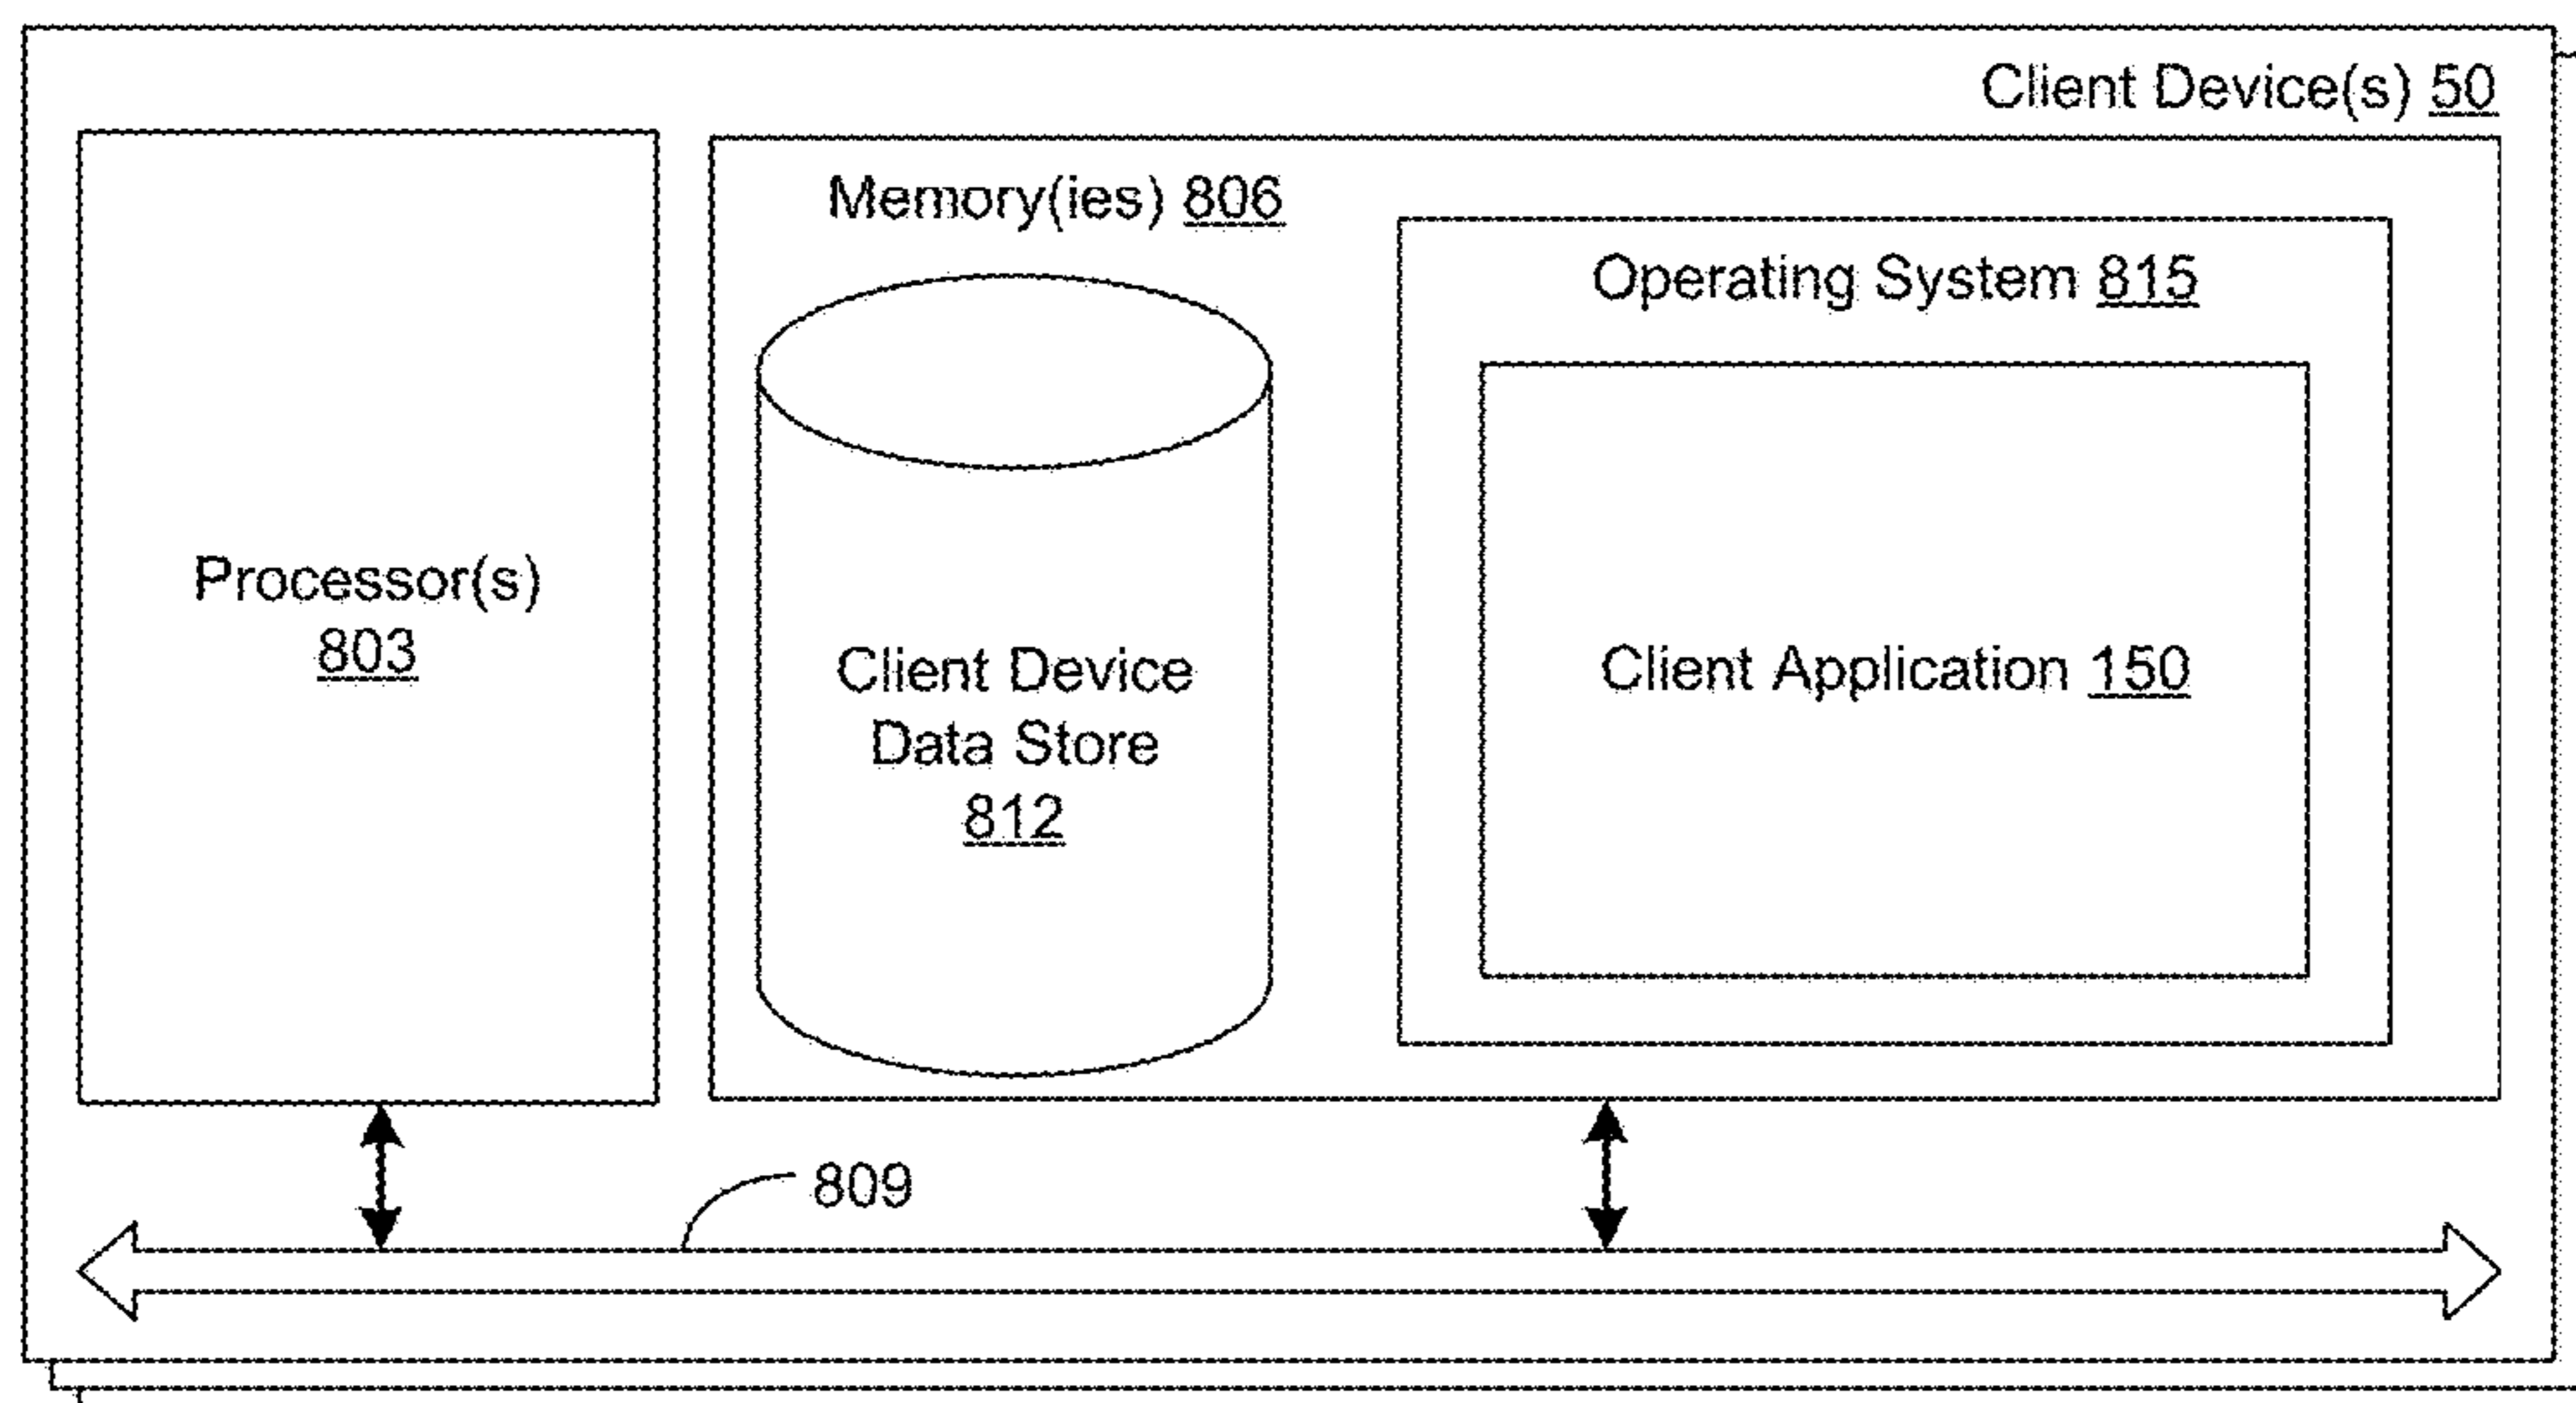 Client Device(s) 50
Memory(ies) 806
Operating System 815
Processor(s)
803
Client Device
Data Store
812
Client Application 150
809